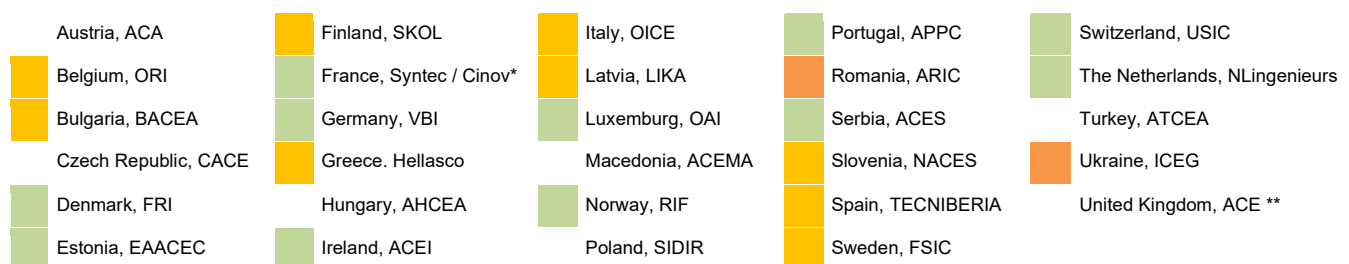 Austria, ACA
Belgium, ORI
Bulgaria, BACEA
Czech Republic, CACE
Denmark, FRI
Estonia, EAACEC
Finland, SKOL
France, Syntec / Cinov*
Germany, VBI
Greece. Hellasco
Hungary, AHCEA
Ireland, ACEI
Italy, OICE
Latvia, LIKA
Luxemburg, OAI
Macedonia, ACEMA
Norway, RIF
Poland, SIDIR
Portugal, APPC
Romania, ARIC
Serbia, ACES
Slovenia, NACES
Spain, TECNIBERIA
Sweden, FSIC
Switzerland, USIC
The Netherlands, NLingenieurs
Turkey, ATCEA
Ukraine, ICEG
United Kingdom, ACE **